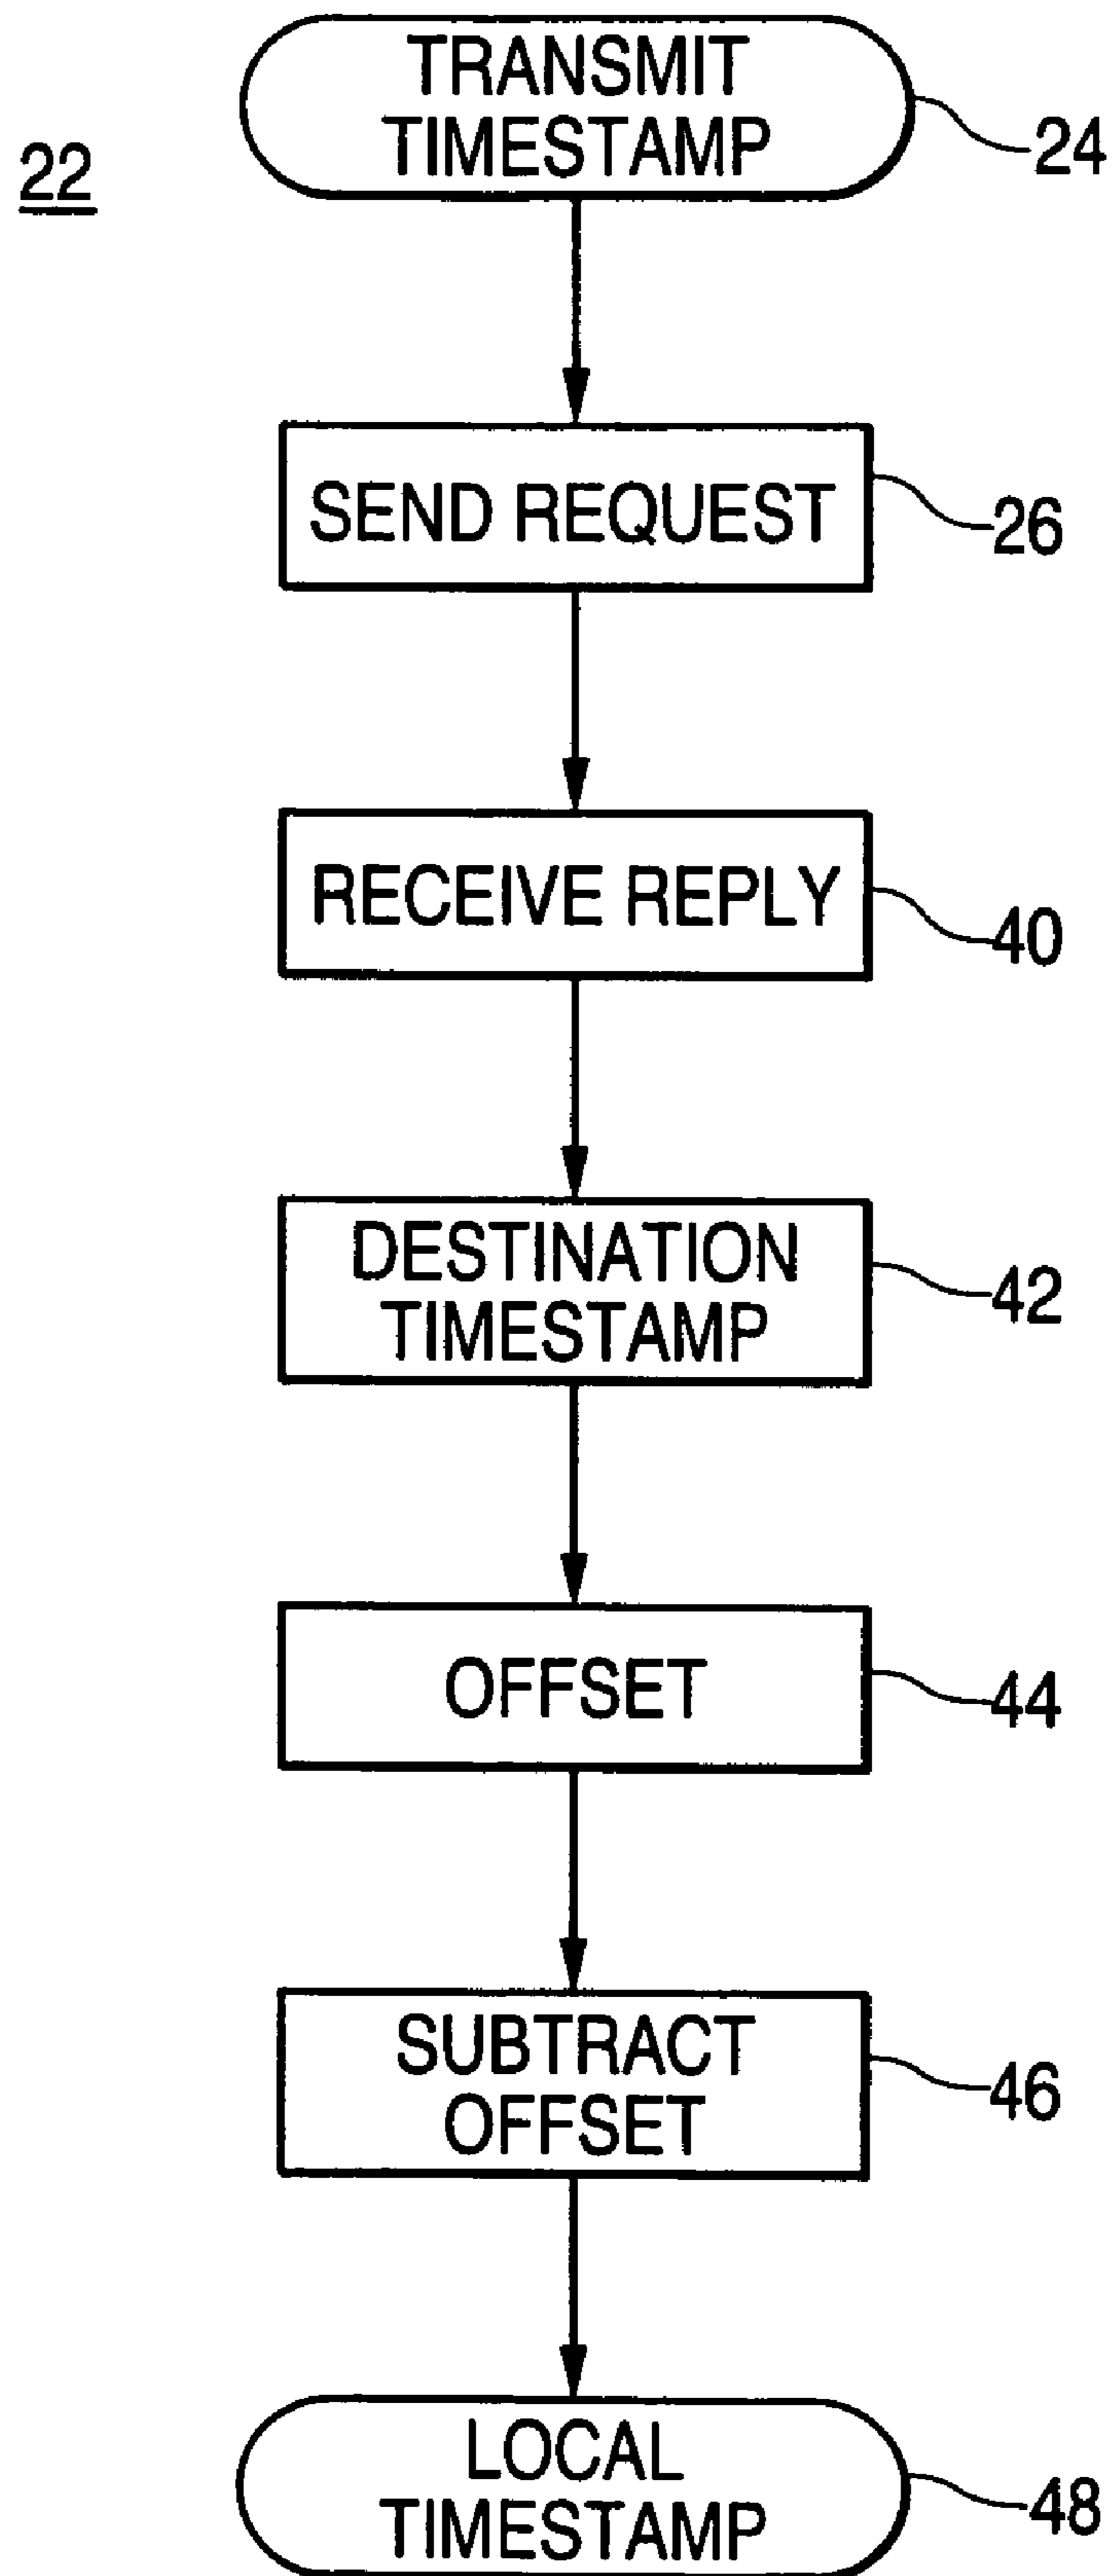 TRANSMIT
TIMESTAMP
24
22
SEND REQUEST
26
RECEIVE REPLY
40
DESTINATION
TIMESTAMP
42
OFFSET
44
SUBTRACT
OFFSET
46
LOCAL
TIMESTAMP
48